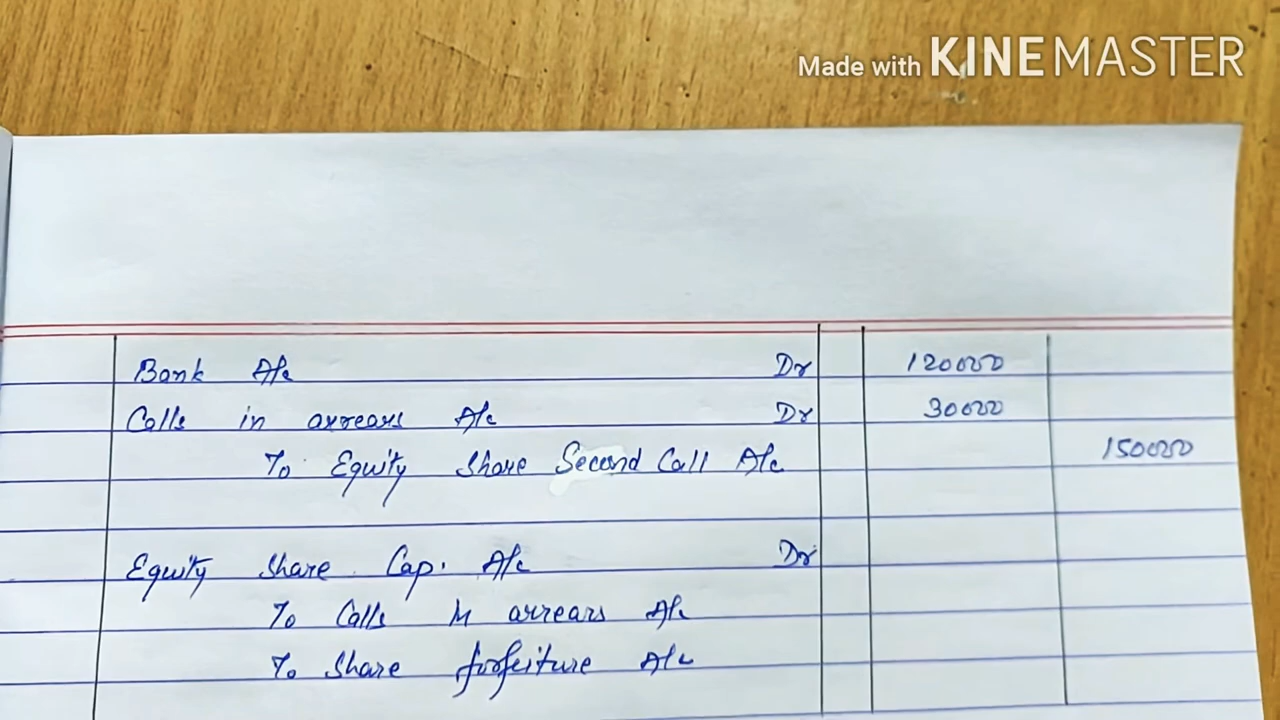 Made with KINEMASTER
Bank A/c Dr 120000
Calls in arrears A/c Dr 30000
To Equity Share Second Call A/c 150000
Equity Share Cap. A/c Dr
To Calls in arrears A/c
To Share forfeiture A/c